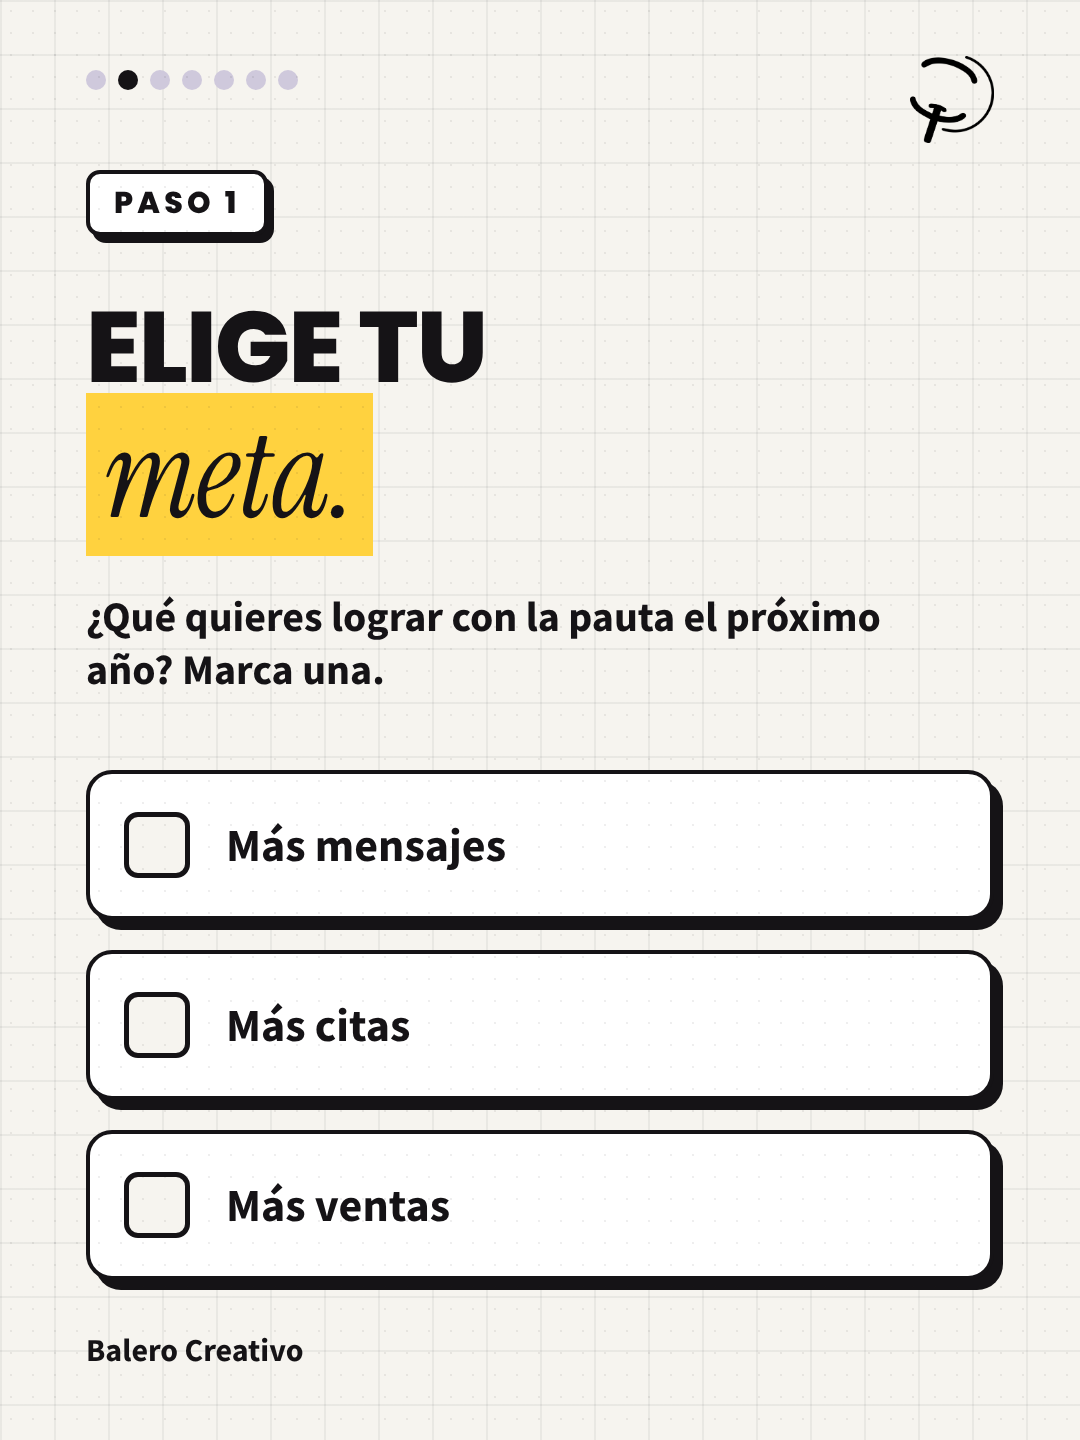 PASO 1
ELIGE TU
meta.
¿Qué quieres lograr con la pauta el próximo
año? Marca una.
Más mensajes
Más citas
Más ventas
Balero Creativo